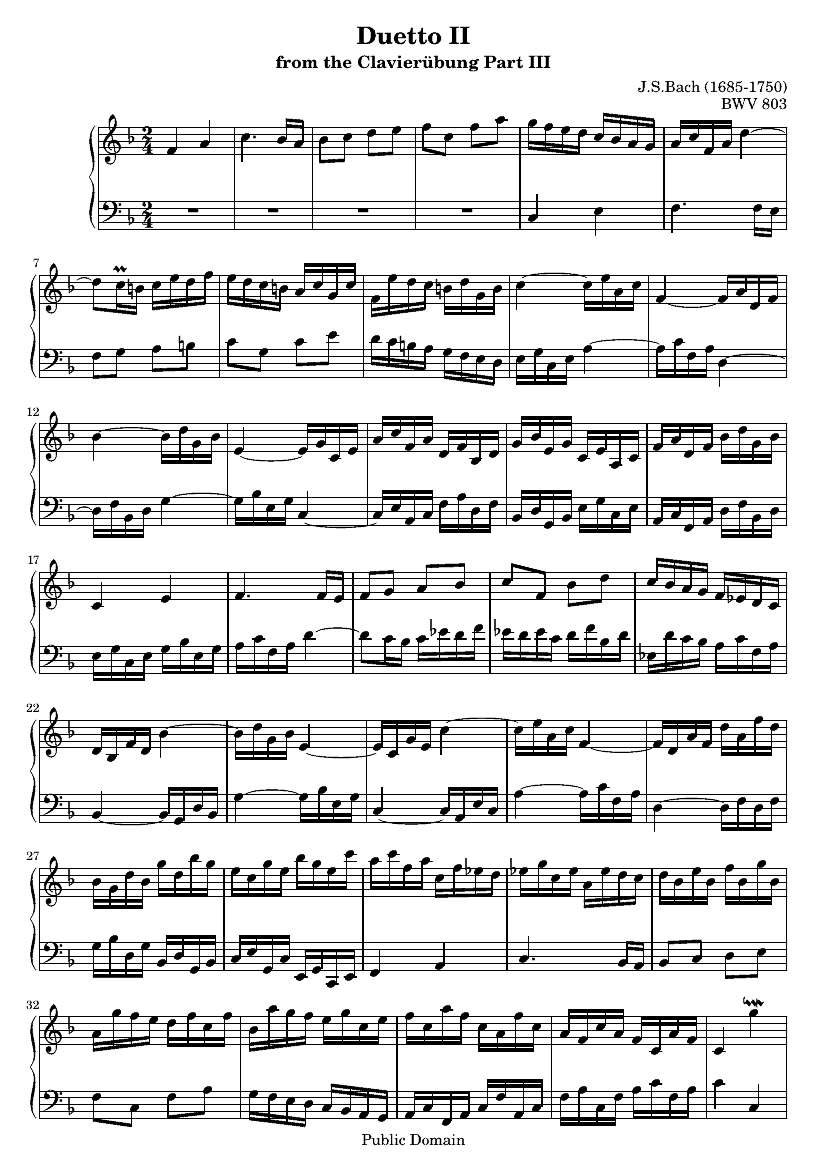 Duetto II
from the Clavierübung Part III
J.S.Bach (1685-1750)
BWV 803
7
12
17
22
27
32
Public Domain